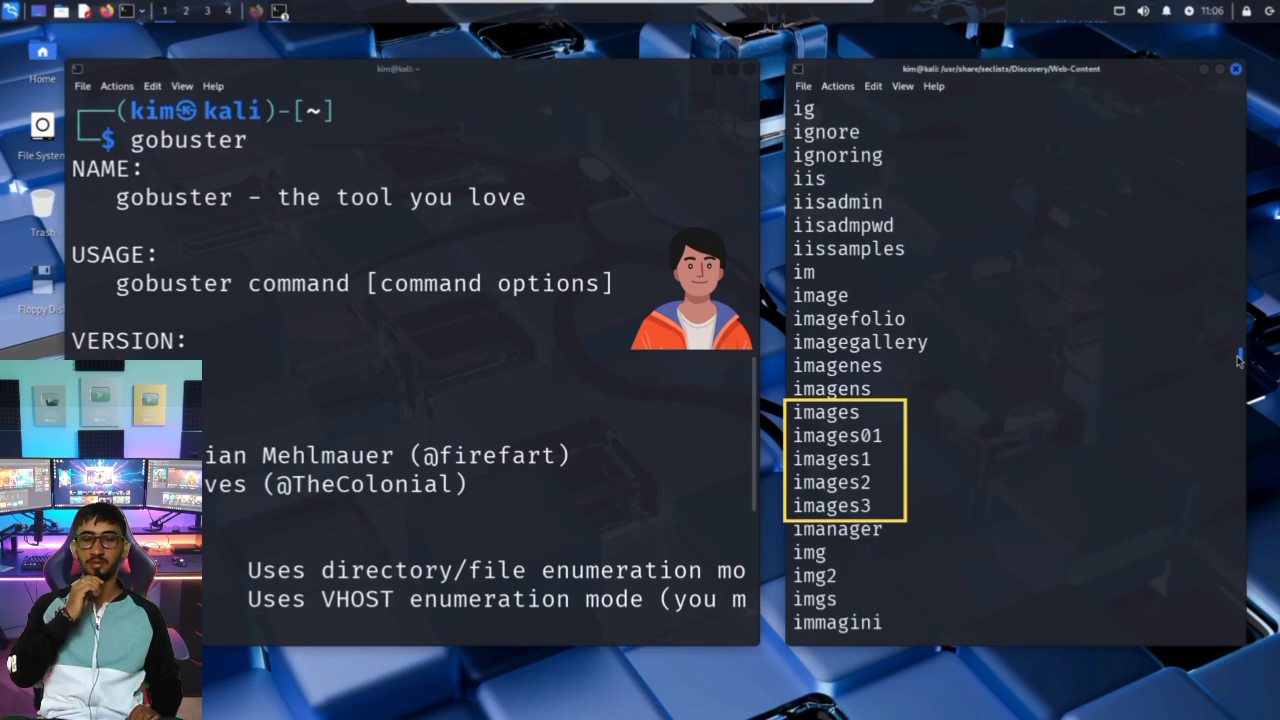 1 2 3 4
11:06
Home
File System
Trash
Floppy Dis
kim@kali: ~
File Actions Edit View Help
(kim㉿kali)-[~]
$ gobuster
NAME:
gobuster - the tool you love
USAGE:
gobuster command [command options]
VERSION:
ian Mehlmauer (@firefart)
ves (@TheColonial)
Uses directory/file enumeration mo
Uses VHOST enumeration mode (you m
kim@kali: /usr/share/seclists/Discovery/Web-Content
File Actions Edit View Help
ig
ignore
ignoring
iis
iisadmin
iisadmpwd
iissamples
im
image
imagefolio
imagegallery
imagenes
imagens
images
images01
images1
images2
images3
imanager
img
img2
imgs
immagini